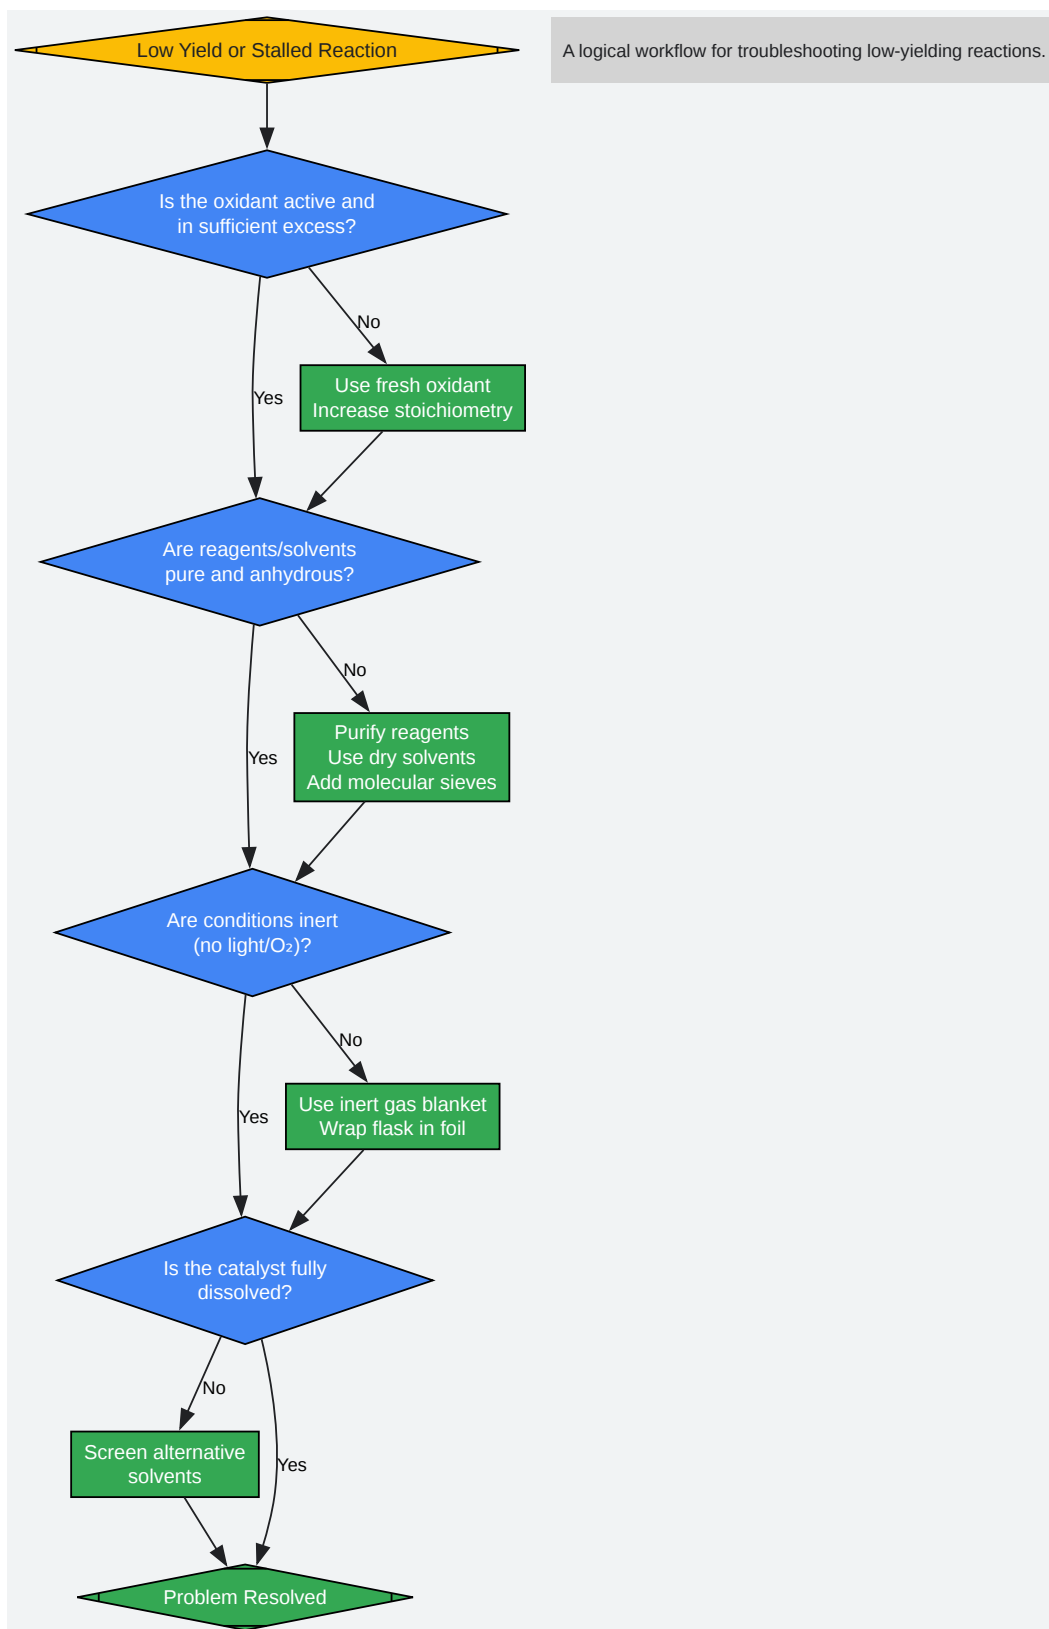 Low Yield or Stalled Reaction
A logical workflow for troubleshooting low-yielding reactions.
Is the oxidant active and
in sufficient excess?
No
Use fresh oxidant
Increase stoichiometry
Yes
Are reagents/solvents
pure and anhydrous?
No
Purify reagents
Use dry solvents
Add molecular sieves
Yes
Are conditions inert
(no light/O₂)?
No
Use inert gas blanket
Wrap flask in foil
Yes
Is the catalyst fully
dissolved?
No
Screen alternative
solvents
Yes
Problem Resolved